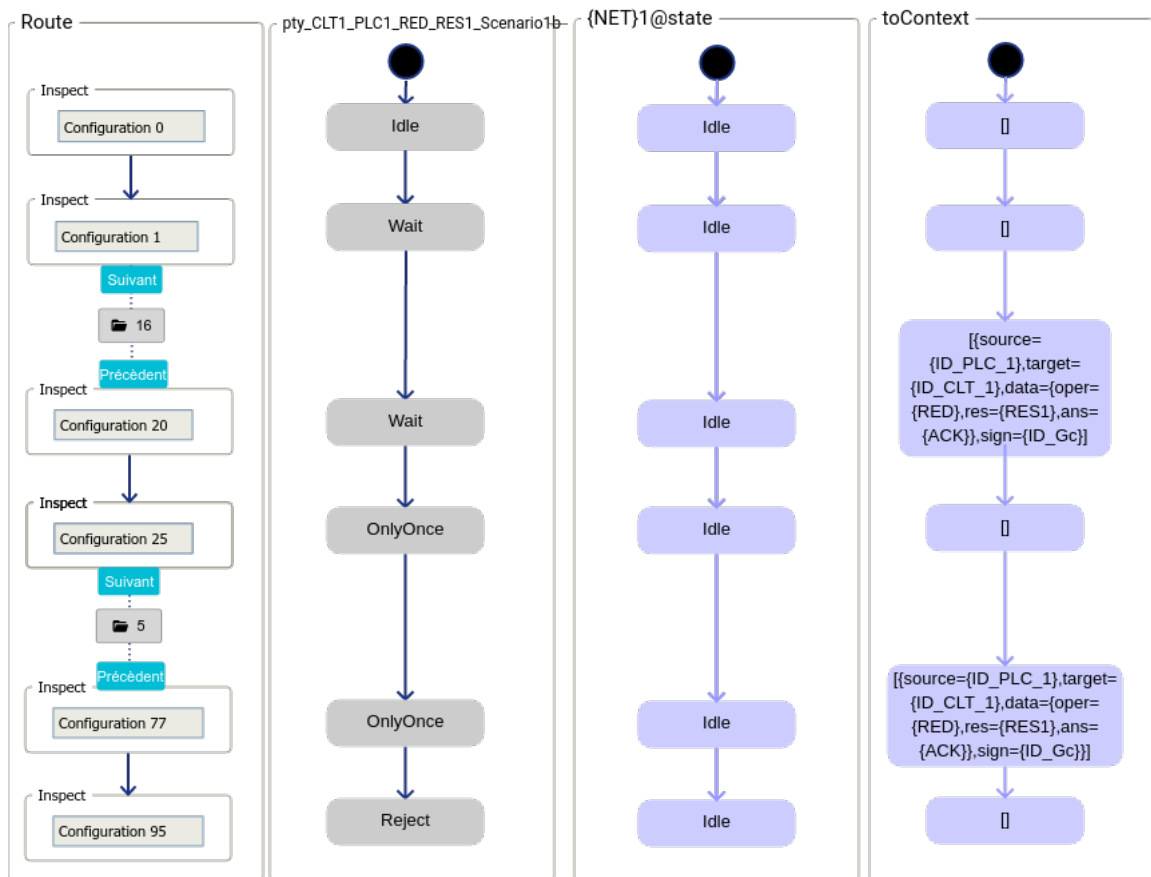 Route
Inspect
Configuration 0
Inspect
Configuration 1
Suivant
16
Précèdent
Inspect
Configuration 20
Inspect
Configuration 25
Suivant
5
Précèdent
Inspect
Configuration 77
Inspect
Configuration 95
pty_CLT1_PLC1_RED_RES1_Scenario1b
Idle
Wait
Wait
OnlyOnce
OnlyOnce
Reject
{NET}1@state
Idle
Idle
Idle
Idle
Idle
Idle
toContext
[]
[]
[{source=
{ID_PLC_1},target=
{ID_CLT_1},data={oper=
{RED},res={RES1},ans=
{ACK}},sign={ID_Gc}]
[]
[{source={ID_PLC_1},target=
{ID_CLT_1},data={oper=
{RED},res={RES1},ans=
{ACK}},sign={ID_Gc}}]
[]